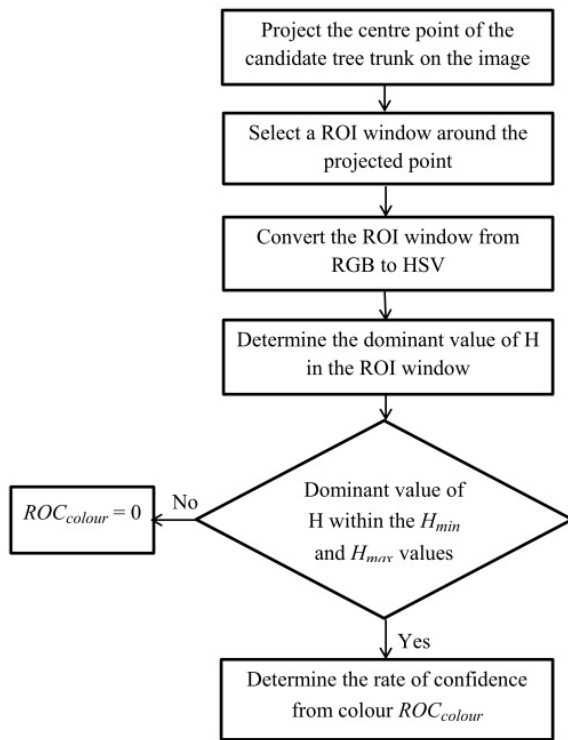 Project the centre point of the
candidate tree trunk on the image
Select a ROI window around the
projected point
Convert the ROI window from
RGB to HSV
Determine the dominant value of H
in the ROI window
Dominant value of
H within the Hmin
and Hmax values
No
ROCcolour = 0
Yes
Determine the rate of confidence
from colour ROCcolour